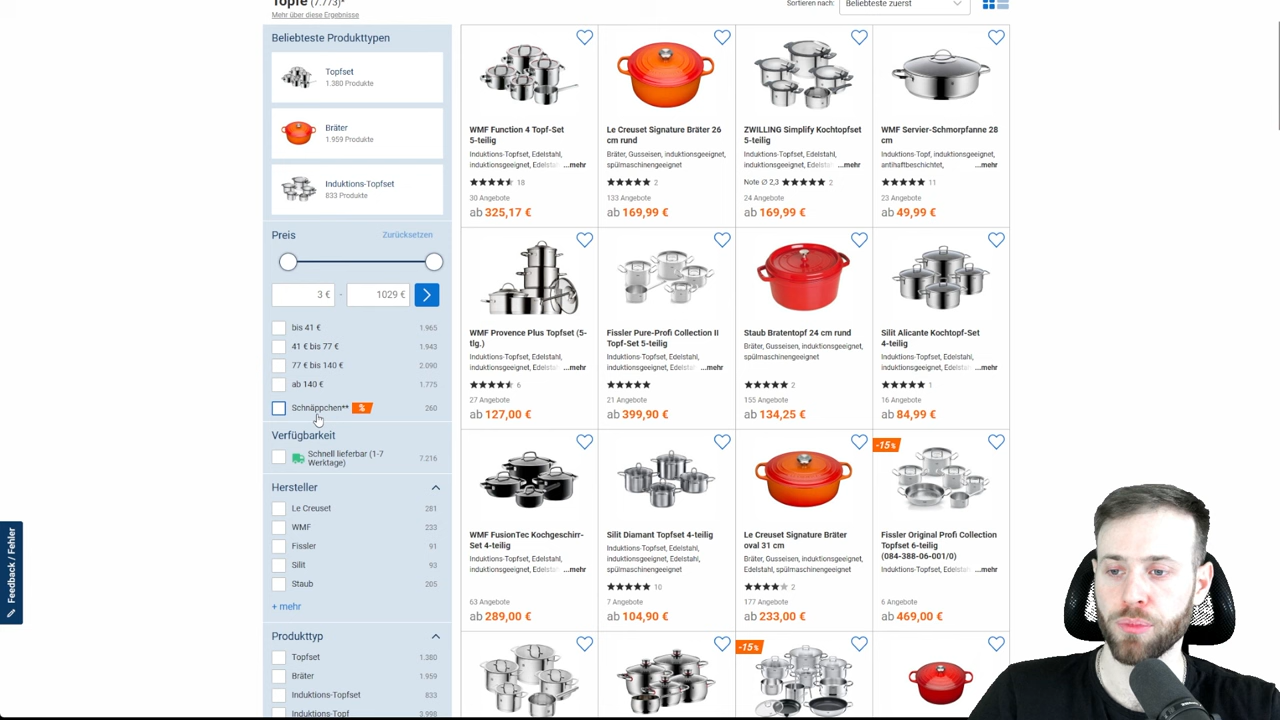 Töpfe (7.773)*
Mehr über diese Ergebnisse
Sortieren nach:
Beliebteste zuerst
Beliebteste Produkttypen
Topfset
1.380 Produkte
Bräter
1.959 Produkte
Induktions-Topfset
833 Produkte
Preis
Zurücksetzen
3 €
-
1029 €
bis 41 €
1.965
41 € bis 77 €
1.943
77 € bis 140 €
2.090
ab 140 €
1.775
Schnäppchen** %
260
Verfügbarkeit
Schnell lieferbar (1-7
Werktage)
7.216
Hersteller
Le Creuset
281
WMF
233
Fissler
91
Silit
93
Staub
205
+ mehr
Produkttyp
Topfset
1.380
Bräter
1.959
Induktions-Topfset
833
Induktions-Topf
3.998
WMF Function 4 Topf-Set
5-teilig
Induktions-Topfset, Edelstahl,
induktionsgeeignet, Edelsta ...mehr
18
30 Angebote
ab 325,17 €
Le Creuset Signature Bräter 26
cm rund
Bräter, Gusseisen, induktionsgeeignet,
spülmaschinengeeignet
2
133 Angebote
ab 169,99 €
ZWILLING Simplify Kochtopfset
5-teilig
Induktions-Topfset, Edelstahl,
induktionsgeeignet, Edelsta ...mehr
Note Ø 2,3
2
24 Angebote
ab 169,99 €
WMF Servier-Schmorpfanne 28
cm
Induktions-Topf, induktionsgeeignet,
antihaftbeschichtet, ...mehr
11
23 Angebote
ab 49,99 €
WMF Provence Plus Topfset (5-
tlg.)
Induktions-Topfset, Edelstahl,
induktionsgeeignet, Edelsta ...mehr
6
27 Angebote
ab 127,00 €
Fissler Pure-Profi Collection II
Topf-Set 5-teilig
Induktions-Topfset, Edelstahl,
induktionsgeeignet, Edelsta ...mehr
21 Angebote
ab 399,90 €
Staub Bratentopf 24 cm rund
Bräter, Gusseisen, induktionsgeeignet,
spülmaschinengeeignet
2
155 Angebote
ab 134,25 €
Silit Alicante Kochtopf-Set
4-teilig
Induktions-Topfset, Edelstahl,
induktionsgeeignet, Edelsta ...mehr
1
16 Angebote
ab 84,99 €
WMF FusionTec Kochgeschirr-
Set 4-teilig
Induktions-Topfset, Edelstahl,
induktionsgeeignet, Edelst ...mehr
63 Angebote
ab 289,00 €
Silit Diamant Topfset 4-teilig
Induktions-Topfset, Edelstahl,
induktionsgeeignet, Edelstahl,
spülmaschinengeeignet
10
7 Angebote
ab 104,90 €
Le Creuset Signature Bräter
oval 31 cm
Bräter, Gusseisen, induktionsgeeignet,
Edelstahl, spülmaschinengeeignet
2
177 Angebote
ab 233,00 €
-15%
Fissler Original Profi Collection
Topfset 6-teilig
(084-388-06-001/0)
Induktions-Topfset, Edelstahl, ...mehr
6 Angebote
ab 469,00 €
-15%
Feedback / Fehler